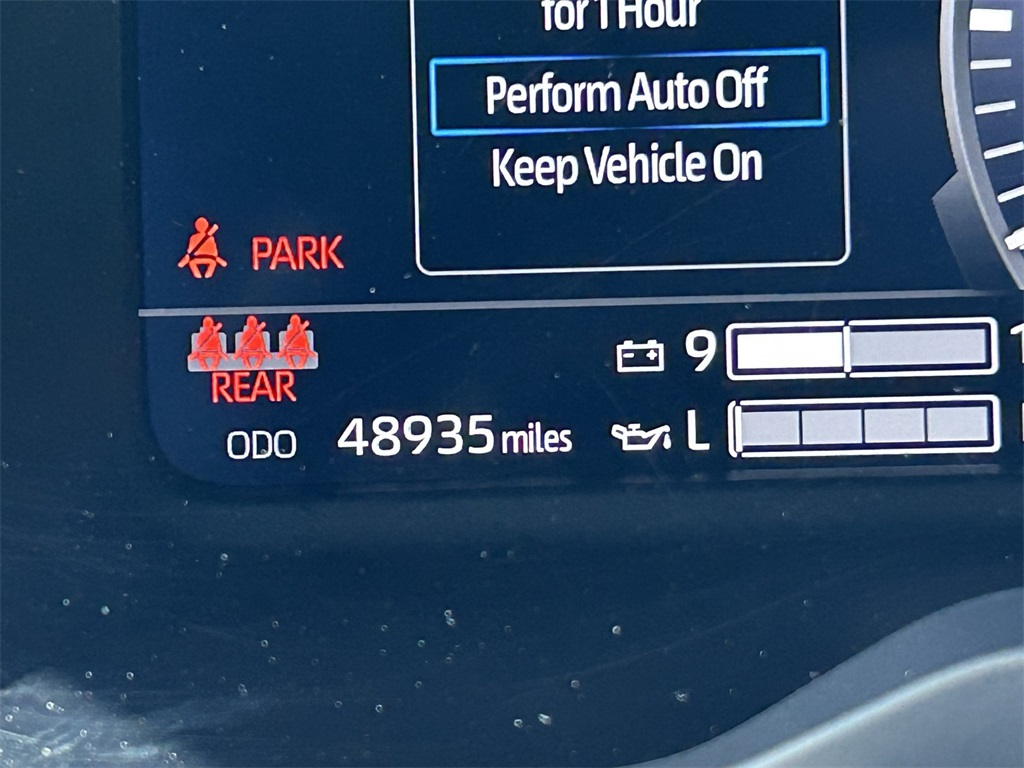 for 1 Hour
Perform Auto Off
Keep Vehicle On
PARK
REAR
9
ODO 48935 miles L